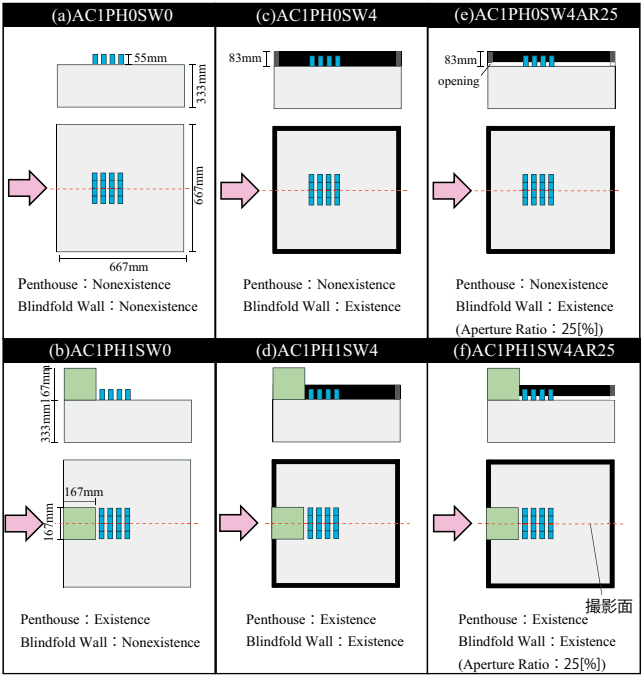 (a)AC1PH0SW0
55mm
333mm
667mm
667mm
Penthouse：Nonexistence
Blindfold Wall：Nonexistence
(c)AC1PH0SW4
83mm
Penthouse：Nonexistence
Blindfold Wall：Existence
(e)AC1PH0SW4AR25
83mm
opening
Penthouse：Nonexistence
Blindfold Wall：Existence
(Aperture Ratio：25[%])
(b)AC1PH1SW0
167mm
333mm
167mm
167mm
Penthouse：Existence
Blindfold Wall：Nonexistence
(d)AC1PH1SW4
Penthouse：Existence
Blindfold Wall：Existence
(f)AC1PH1SW4AR25
撮影面
Penthouse：Existence
Blindfold Wall：Existence
(Aperture Ratio：25[%])